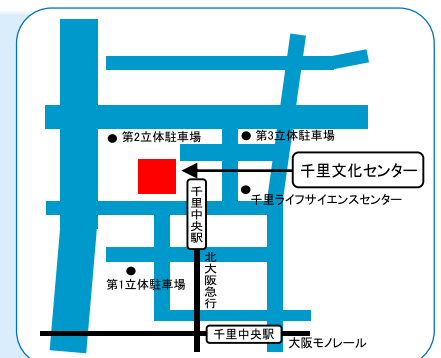 第2立体駐車場
第3立体駐車場
千里文化センター
千里ライフサイエンスセンター
千里中央駅
北大阪急行
第1立体駐車場
千里中央駅
大阪モノレール